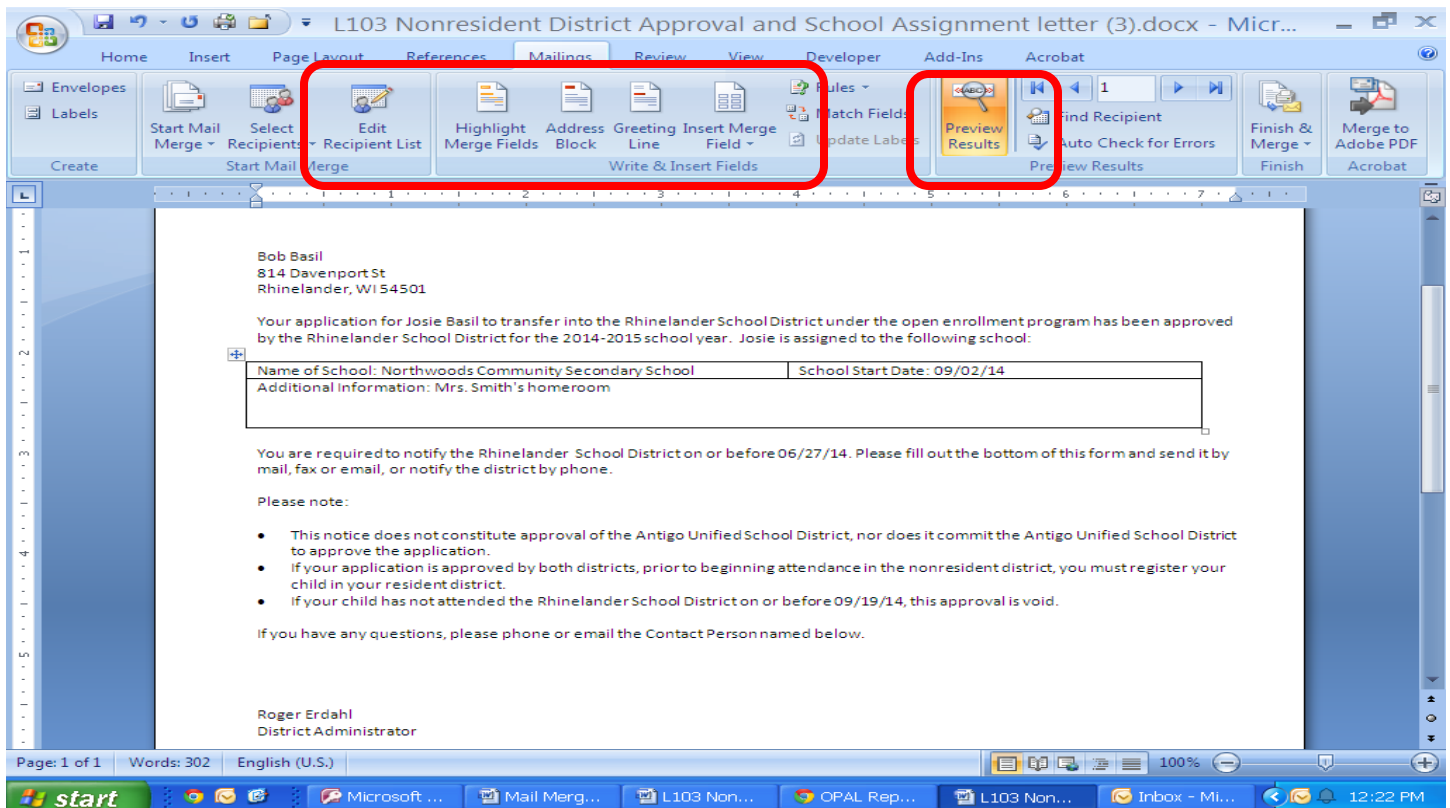 L103 Nonresident District Approval and School Assignment letter (3).docx - Micr...
Home Insert Page Layout References Mailings Review View Developer Add-Ins Acrobat
Envelopes
Labels
Create
Start Mail Merge
Select Recipients
Edit Recipient List
Start Mail Merge
Highlight Merge Fields
Address Block
Greeting Line
Insert Merge Field
Rules
Match Fields
Update Labels
Write & Insert Fields
«ABC»
Preview Results
1
Find Recipient
Auto Check for Errors
Preview Results
Finish & Merge
Finish
Merge to Adobe PDF
Acrobat
L
1 2 3 4 5 6 7
Bob Basil
814 Davenport St
Rhinelander, WI 54501
Your application for Josie Basil to transfer into the Rhinelander School District under the open enrollment program has been approved
by the Rhinelander School District for the 2014-2015 school year. Josie is assigned to the following school:
Name of School: Northwoods Community Secondary School School Start Date: 09/02/14
Additional Information: Mrs. Smith's homeroom
You are required to notify the Rhinelander School District on or before 06/27/14. Please fill out the bottom of this form and send it by
mail, fax or email, or notify the district by phone.
Please note:
• This notice does not constitute approval of the Antigo Unified School District, nor does it commit the Antigo Unified School District
to approve the application.
• If your application is approved by both districts, prior to beginning attendance in the nonresident district, you must register your
child in your resident district.
• If your child has not attended the Rhinelander School District on or before 09/19/14, this approval is void.
If you have any questions, please phone or email the Contact Person named below.
Roger Erdahl
District Administrator
1
2
3
4
5
Page: 1 of 1 Words: 302 English (U.S.) 100%
start Microsoft ... Mail Merg... L103 Non... OPAL Rep... L103 Non... Inbox - Mi... 12:22 PM